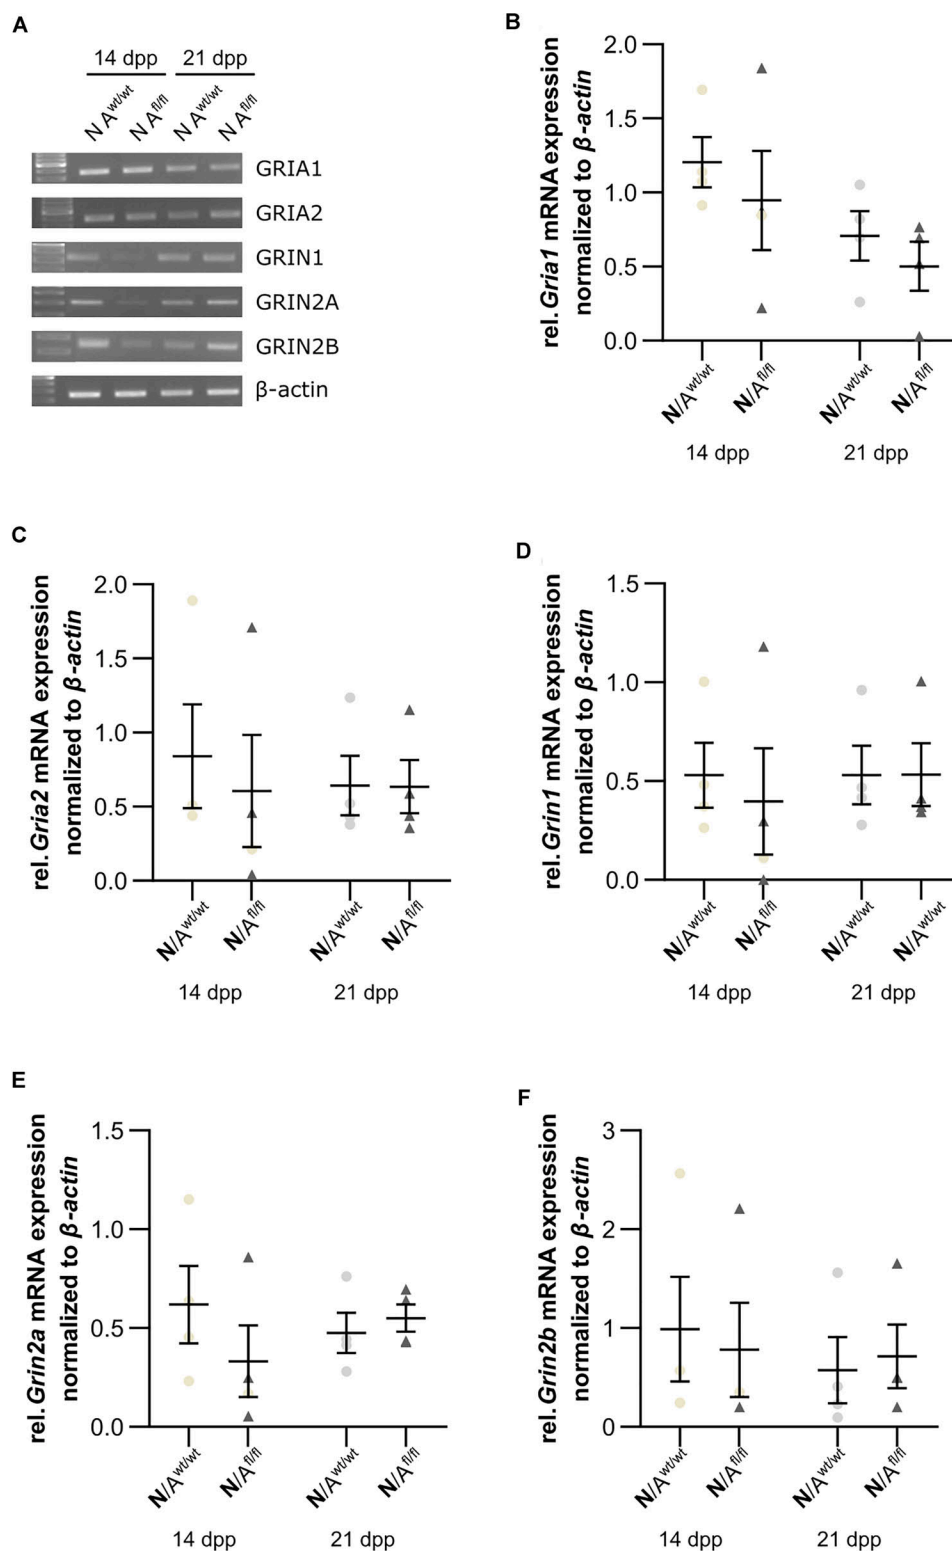 A
14 dpp 21 dpp
N A^wt/wt N A^fl/fl N A^wt/wt N A^fl/fl
GRIA1
GRIA2
GRIN1
GRIN2A
GRIN2B
β-actin
B
rel. Gria1 mRNA expression
normalized to β-actin
2.0
1.5
1.0
0.5
0.0
N/A^wt/wt N/A^fl/fl N/A^wt/wt N/A^fl/fl
14 dpp 21 dpp
C
rel. Gria2 mRNA expression
normalized to β-actin
2.0
1.5
1.0
0.5
0.0
N/A^wt/wt N/A^fl/fl N/A^wt/wt N/A^fl/fl
14 dpp 21 dpp
D
rel. Grin1 mRNA expression
normalized to β-actin
1.5
1.0
0.5
0.0
N/A^wt/wt N/A^fl/fl N/A^wt/wt N/A^wt/wt
14 dpp 21 dpp
E
rel. Grin2a mRNA expression
normalized to β-actin
1.5
1.0
0.5
0.0
N/A^wt/wt N/A^fl/fl N/A^wt/wt N/A^fl/fl
14 dpp 21 dpp
F
rel. Grin2b mRNA expression
normalized to β-actin
3
2
1
0
N/A^wt/wt N/A^fl/fl N/A^wt/wt N/A^fl/fl
14 dpp 21 dpp